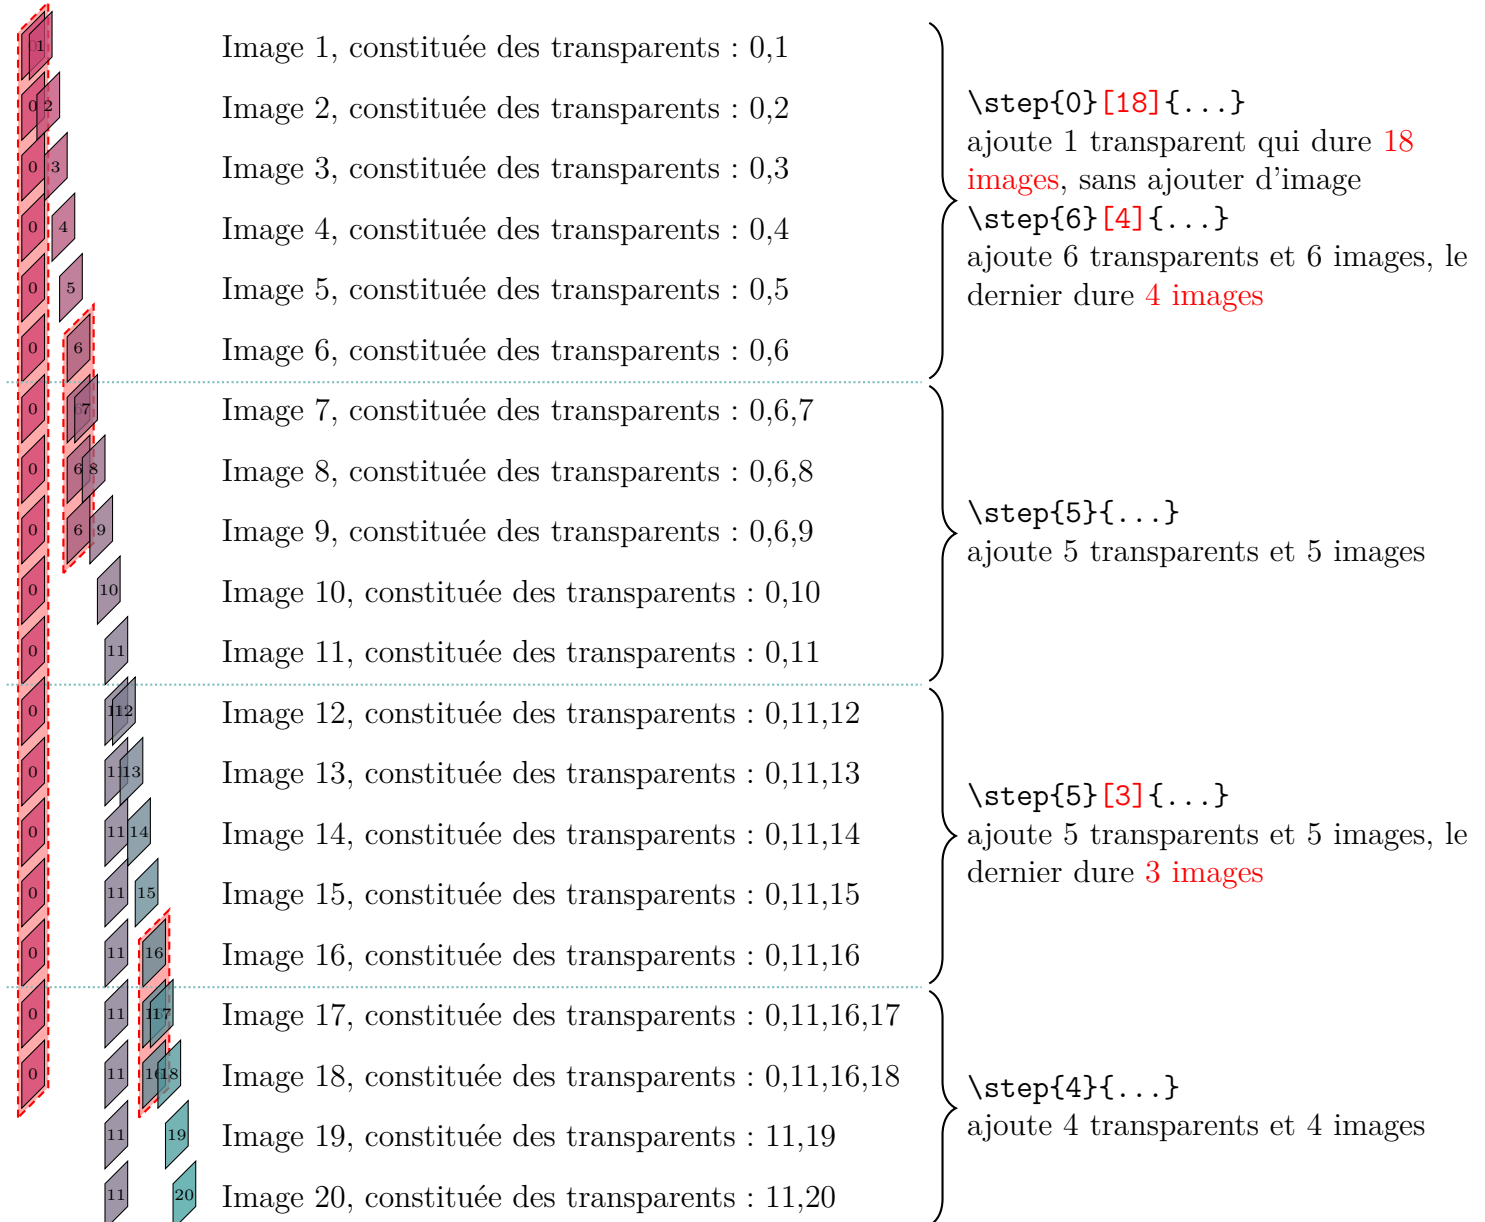 0 1 Image 1, constituée des transparents : 0,1
0 2 Image 2, constituée des transparents : 0,2
0 3 Image 3, constituée des transparents : 0,3
0 4 Image 4, constituée des transparents : 0,4
0 5 Image 5, constituée des transparents : 0,5
0 6 Image 6, constituée des transparents : 0,6
\step{0}[18]{...}
ajoute 1 transparent qui dure 18
images, sans ajouter d'image
\step{6}[4]{...}
ajoute 6 transparents et 6 images, le
dernier dure 4 images
0 6 7 Image 7, constituée des transparents : 0,6,7
0 6 8 Image 8, constituée des transparents : 0,6,8
0 6 9 Image 9, constituée des transparents : 0,6,9
0 10 Image 10, constituée des transparents : 0,10
0 11 Image 11, constituée des transparents : 0,11
\step{5}{...}
ajoute 5 transparents et 5 images
0 11 12 Image 12, constituée des transparents : 0,11,12
0 11 13 Image 13, constituée des transparents : 0,11,13
0 11 14 Image 14, constituée des transparents : 0,11,14
0 11 15 Image 15, constituée des transparents : 0,11,15
0 11 16 Image 16, constituée des transparents : 0,11,16
\step{5}[3]{...}
ajoute 5 transparents et 5 images, le
dernier dure 3 images
0 11 16 17 Image 17, constituée des transparents : 0,11,16,17
0 11 16 18 Image 18, constituée des transparents : 0,11,16,18
11 19 Image 19, constituée des transparents : 11,19
11 20 Image 20, constituée des transparents : 11,20
\step{4}{...}
ajoute 4 transparents et 4 images